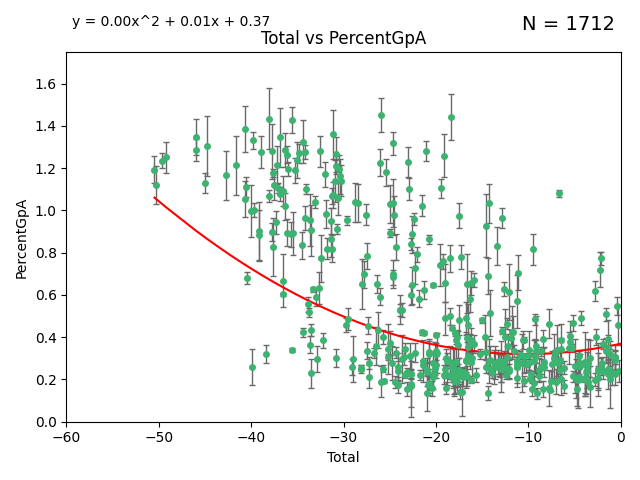 y = 0.00x^2 + 0.01x + 0.37
N = 1712
Total vs PercentGpA
PercentGpA
1.6
1.4
1.2
1.0
0.8
0.6
0.4
0.2
0.0
−60 −50 −40 −30 −20 −10 0
Total